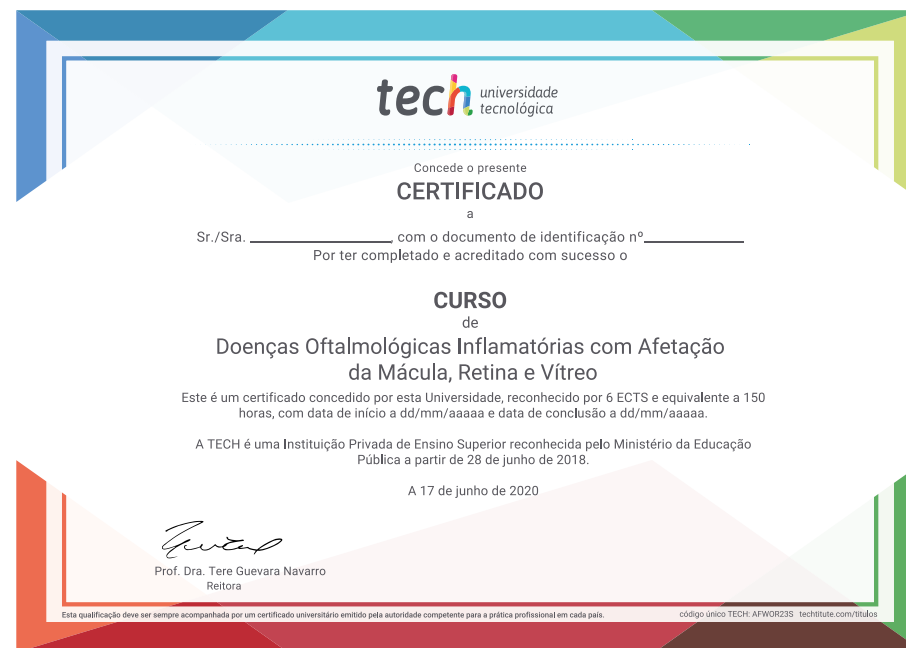 tech universidade
tecnológica
Concede o presente
CERTIFICADO
a
Sr./Sra. ____________________, com o documento de identificação nº______________
Por ter completado e acreditado com sucesso o
CURSO
de
Doenças Oftalmológicas Inflamatórias com Afetação
da Mácula, Retina e Vítreo
Este é um certificado concedido por esta Universidade, reconhecido por 6 ECTS e equivalente a 150
horas, com data de início a dd/mm/aaaaa e data de conclusão a dd/mm/aaaaa.
A TECH é uma Instituição Privada de Ensino Superior reconhecida pelo Ministério da Educação
Pública a partir de 28 de junho de 2018.
A 17 de junho de 2020
Prof. Dra. Tere Guevara Navarro
Reitora
Esta qualificação deve ser sempre acompanhada por um certificado universitário emitido pela autoridade competente para a prática profissional em cada país.
código único TECH: AFWOR23S techtitute.com/titulos